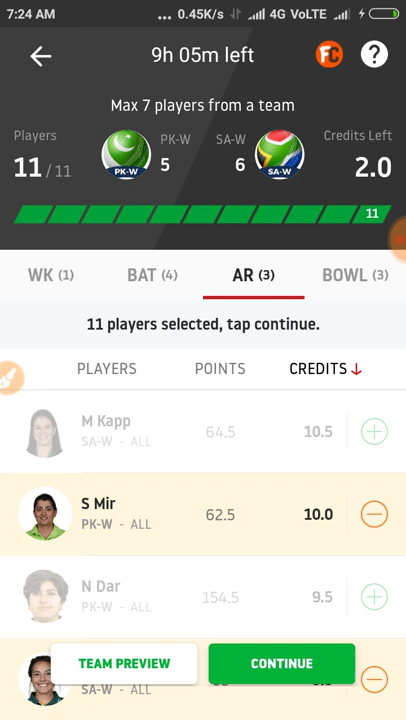 7:24 AM ... 0.45K/s 4G VoLTE
9h 05m left FC ?
Max 7 players from a team
Players PK-W SA-W Credits Left
11 / 11 PK-W 5 6 SA-W 2.0
11
WK (1) BAT (4) AR (3) BOWL (3)
11 players selected, tap continue.
PLAYERS POINTS CREDITS
M Kapp
SA-W - ALL 64.5 10.5
S Mir
PK-W - ALL 62.5 10.0
N Dar
PK-W - ALL 154.5 9.5
TEAM PREVIEW CONTINUE
SA-W - ALL